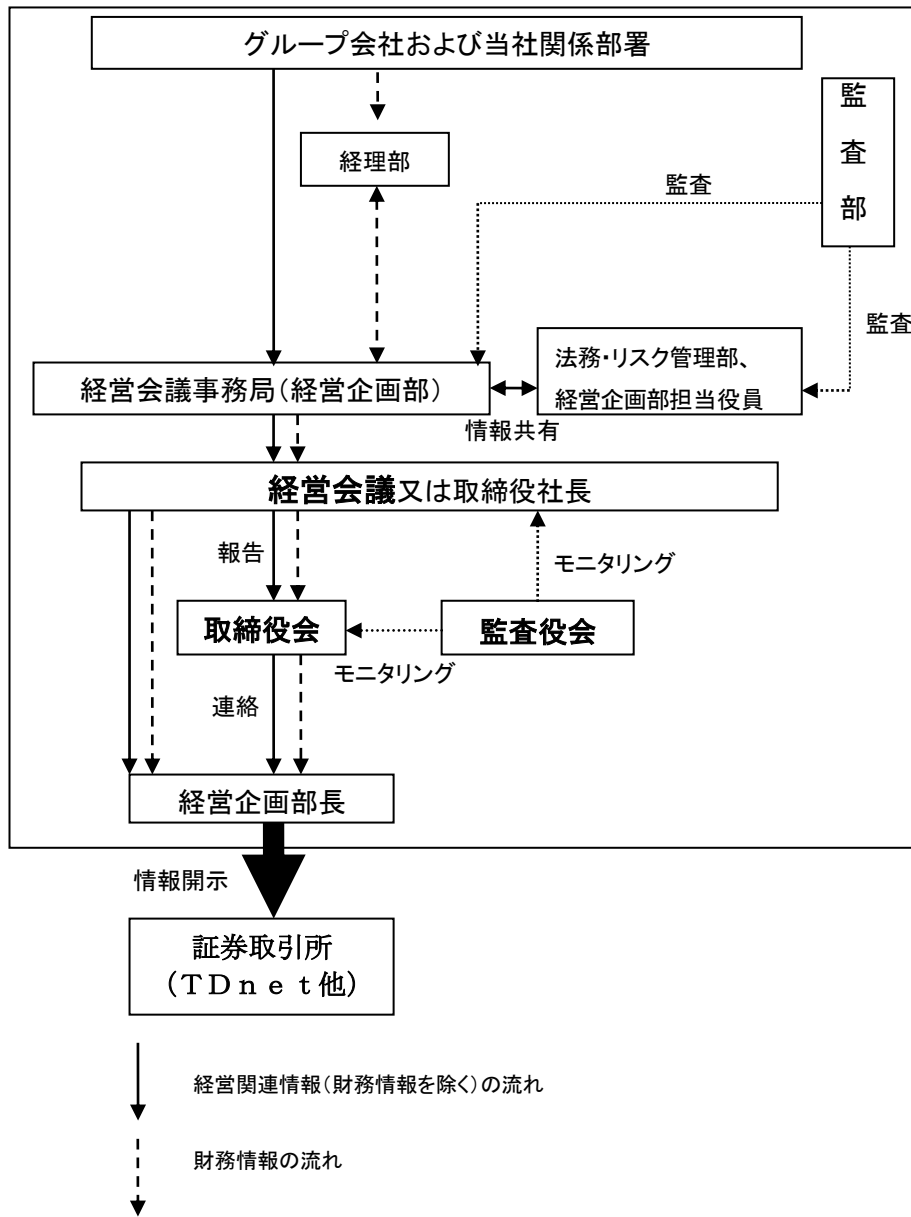 グループ会社および当社関係部署
監
査
部
経理部
監査
監査
法務・リスク管理部、
経営企画部担当役員
経営会議事務局（経営企画部）
情報共有
経営会議又は取締役社長
報告
モニタリング
取締役会
監査役会
モニタリング
連絡
経営企画部長
情報開示
証券取引所
（ＴＤｎｅｔ他）
経営関連情報（財務情報を除く）の流れ
財務情報の流れ